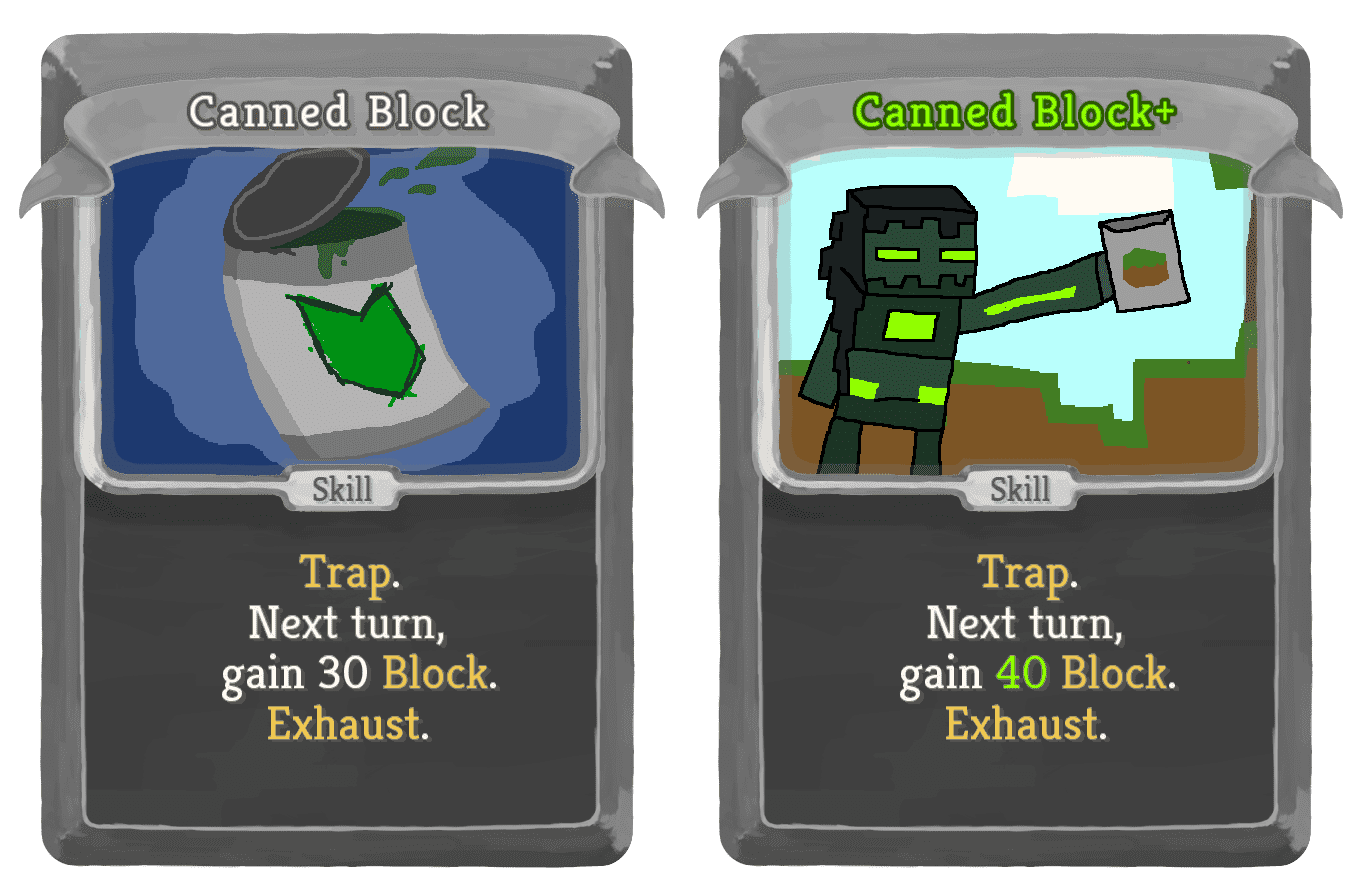 Canned Block
Skill
Trap.
Next turn,
gain 30 Block.
Exhaust.
Canned Block+
Skill
Trap.
Next turn,
gain 40 Block.
Exhaust.